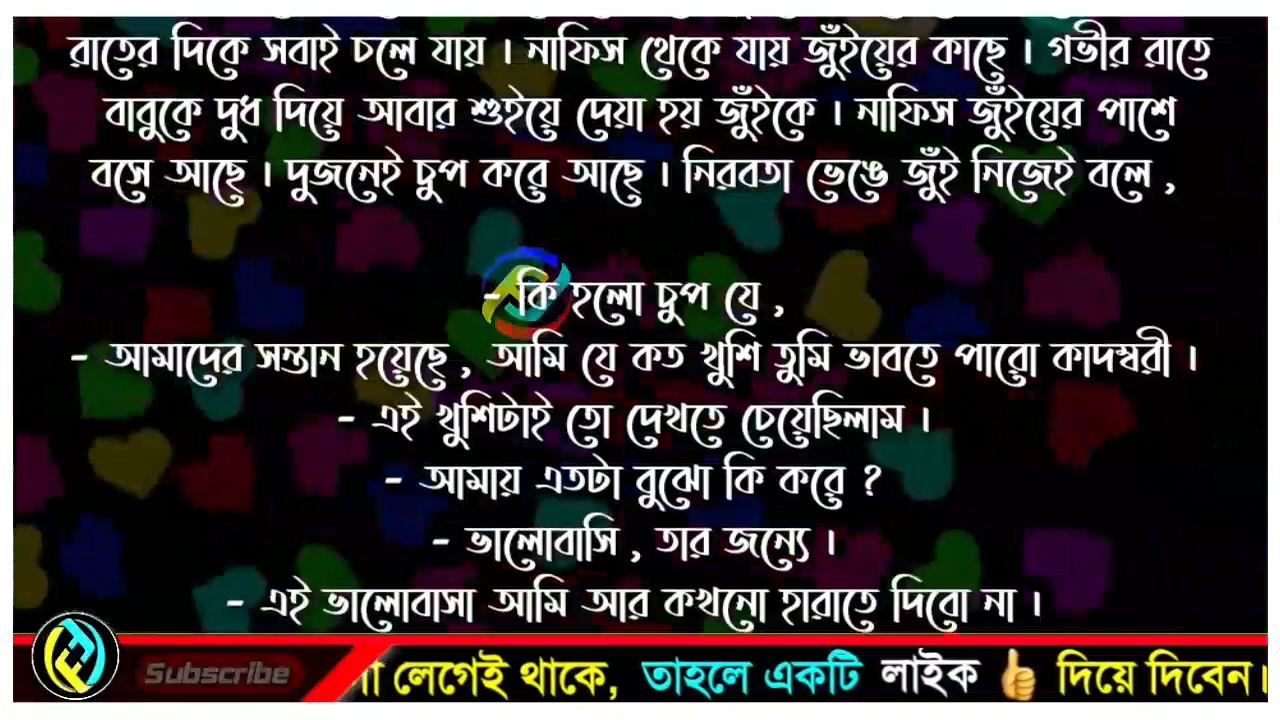 রাতের দিকে সবাই চলে যায় । নাফিস থেকে যায় জুঁইয়ের কাছে । গভীর রাতে
বাবুকে দুধ দিয়ে আবার শুইয়ে দেয়া হয় জুঁইকে । নাফিস জুঁইয়ের পাশে
বসে আছে । দুজনেই চুপ করে আছে । নিরবতা ভেঙে জুঁই নিজেই বলে ,
- কি হলো চুপ যে ,
- আমাদের সন্তান হয়েছে , আমি যে কত খুশি তুমি ভাবতে পারো কাদম্বরী ।
- এই খুশিটাই তো দেখতে চেয়েছিলাম ।
- আমায় এতটা বুঝো কি করে ?
- ভালোবাসি , তার জন্যে ।
- এই ভালোবাসা আমি আর কখনো হারাতে দিবো না ।
Subscribe
লেগেই থাকে, তাহলে একটি লাইক 👍 দিয়ে দিবেন।